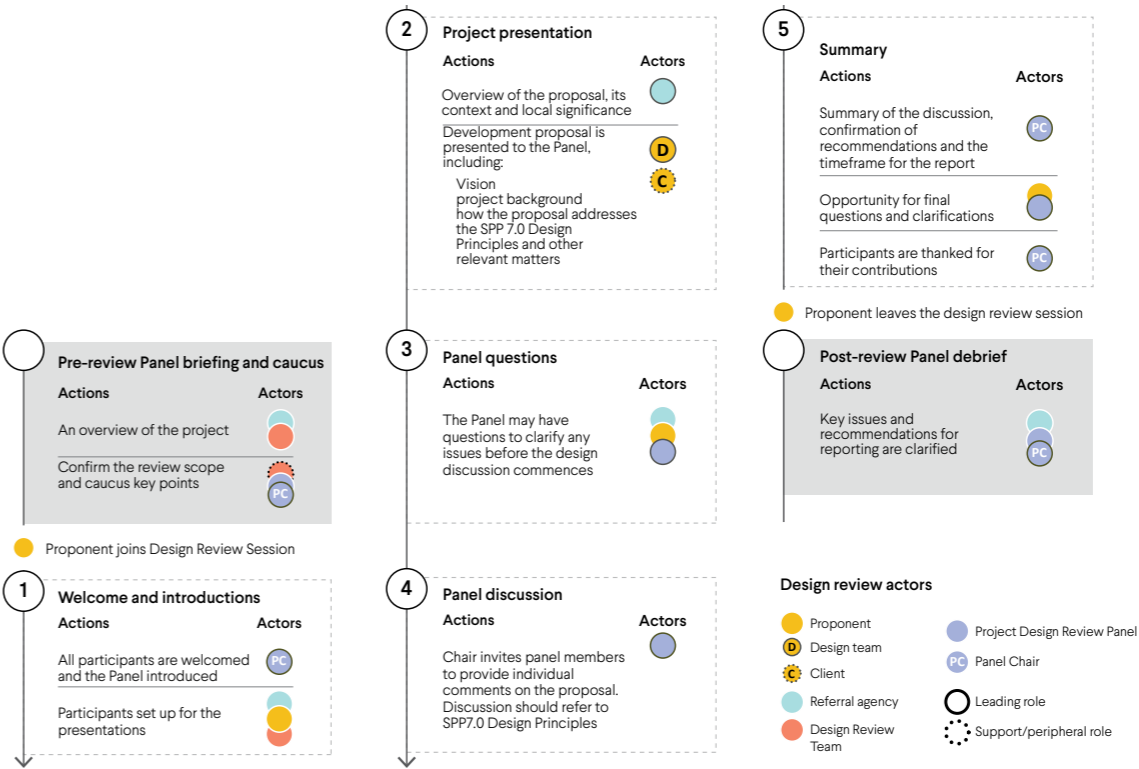 Pre-review Panel briefing and caucus
Actions
Actors
An overview of the project
Confirm the review scope
and caucus key points
PC
Proponent joins Design Review Session
1
Welcome and introductions
Actions
Actors
All participants are welcomed
and the Panel introduced
PC
Participants set up for the
presentations
2
Project presentation
Actions
Actors
Overview of the proposal, its
context and local significance
Development proposal is
presented to the Panel,
including:
D
C
Vision
project background
how the proposal addresses
the SPP 7.0 Design
Principles and other
relevant matters
3
Panel questions
Actions
Actors
The Panel may have
questions to clarify any
issues before the design
discussion commences
4
Panel discussion
Actions
Actors
Chair invites panel members
to provide individual
comments on the proposal.
Discussion should refer to
SPP7.0 Design Principles
5
Summary
Actions
Actors
Summary of the discussion,
confirmation of
recommendations and the
timeframe for the report
PC
Opportunity for final
questions and clarifications
Participants are thanked for
their contributions
PC
Proponent leaves the design review session
Post-review Panel debrief
Actions
Actors
Key issues and
recommendations for
reporting are clarified
PC
Design review actors
Proponent
D Design team
C Client
Referral agency
Design Review
Team
Project Design Review Panel
PC Panel Chair
Leading role
Support/peripheral role